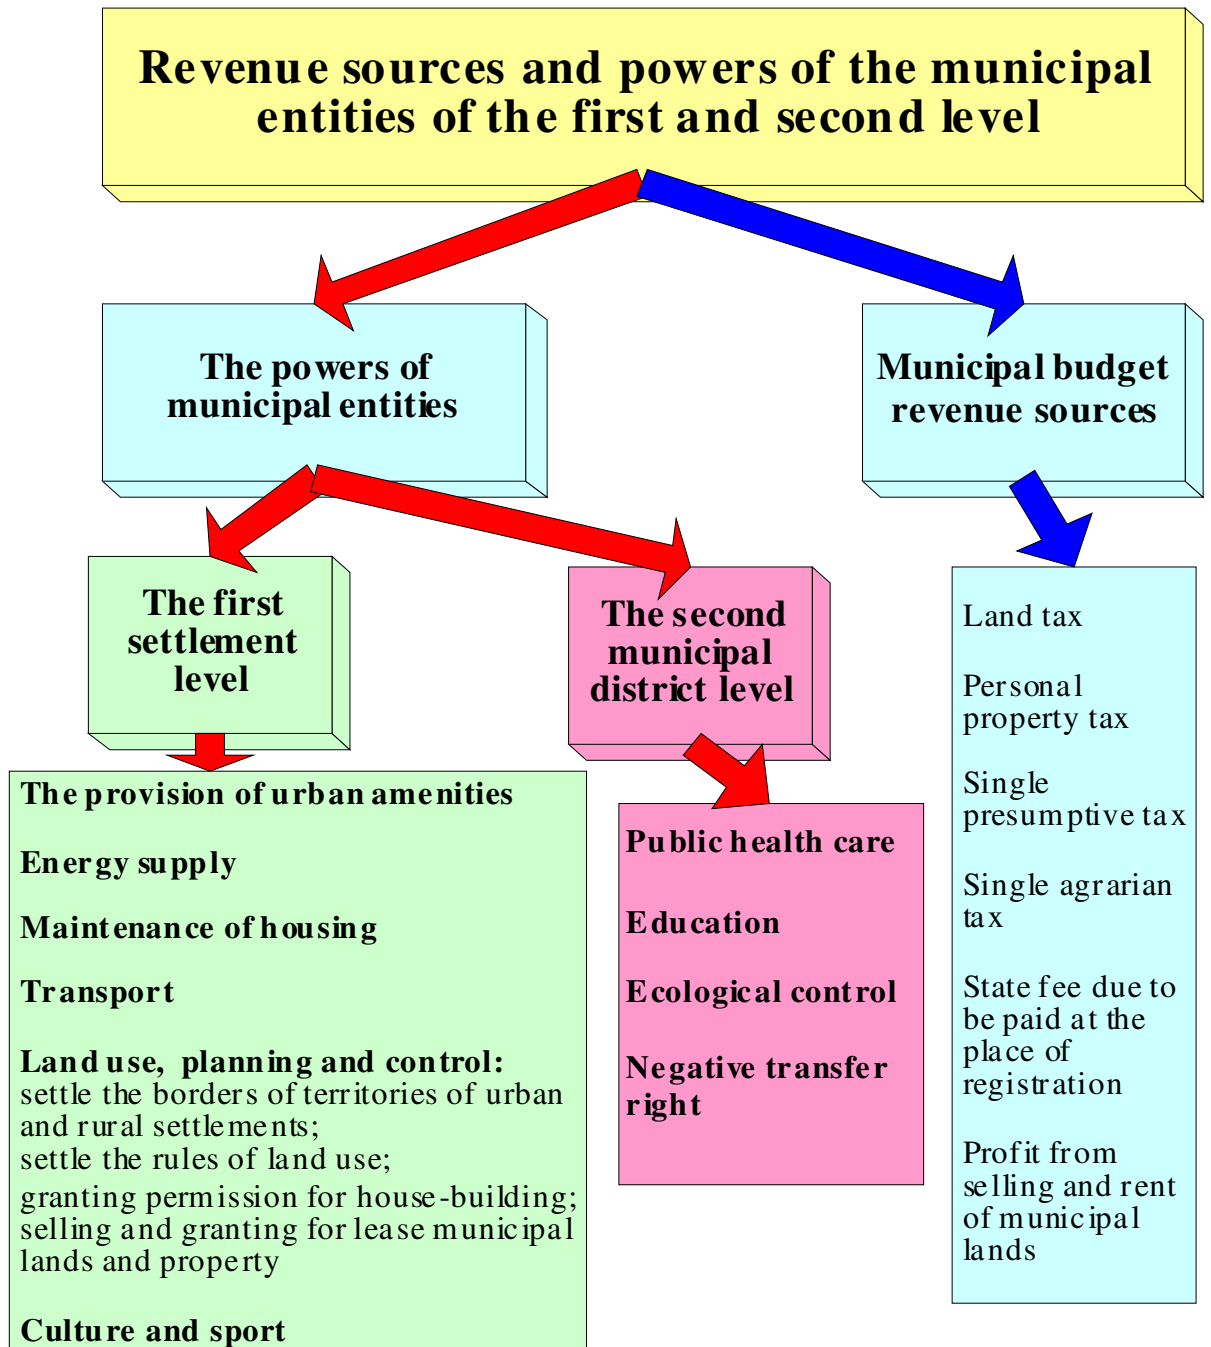 Revenue sources and powers of the municipal
entities of the first and second level
The powers of
municipal entities
Municipal budget
revenue sources
The first
settlement
level
The second
municipal
district level
The provision of urban amenities
Energy supply
Maintenance of housing
Transport
Land use, planning and control:
settle the borders of territories of urban
and rural settlements;
settle the rules of land use;
granting permission for house-building;
selling and granting for lease municipal
lands and property
Culture and sport
Public health care
Education
Ecological control
Negative transfer
right
Land tax
Personal
property tax
Single
presumptive tax
Single agrarian
tax
State fee due to
be paid at the
place of
registration
Profit from
selling and rent
of municipal
lands